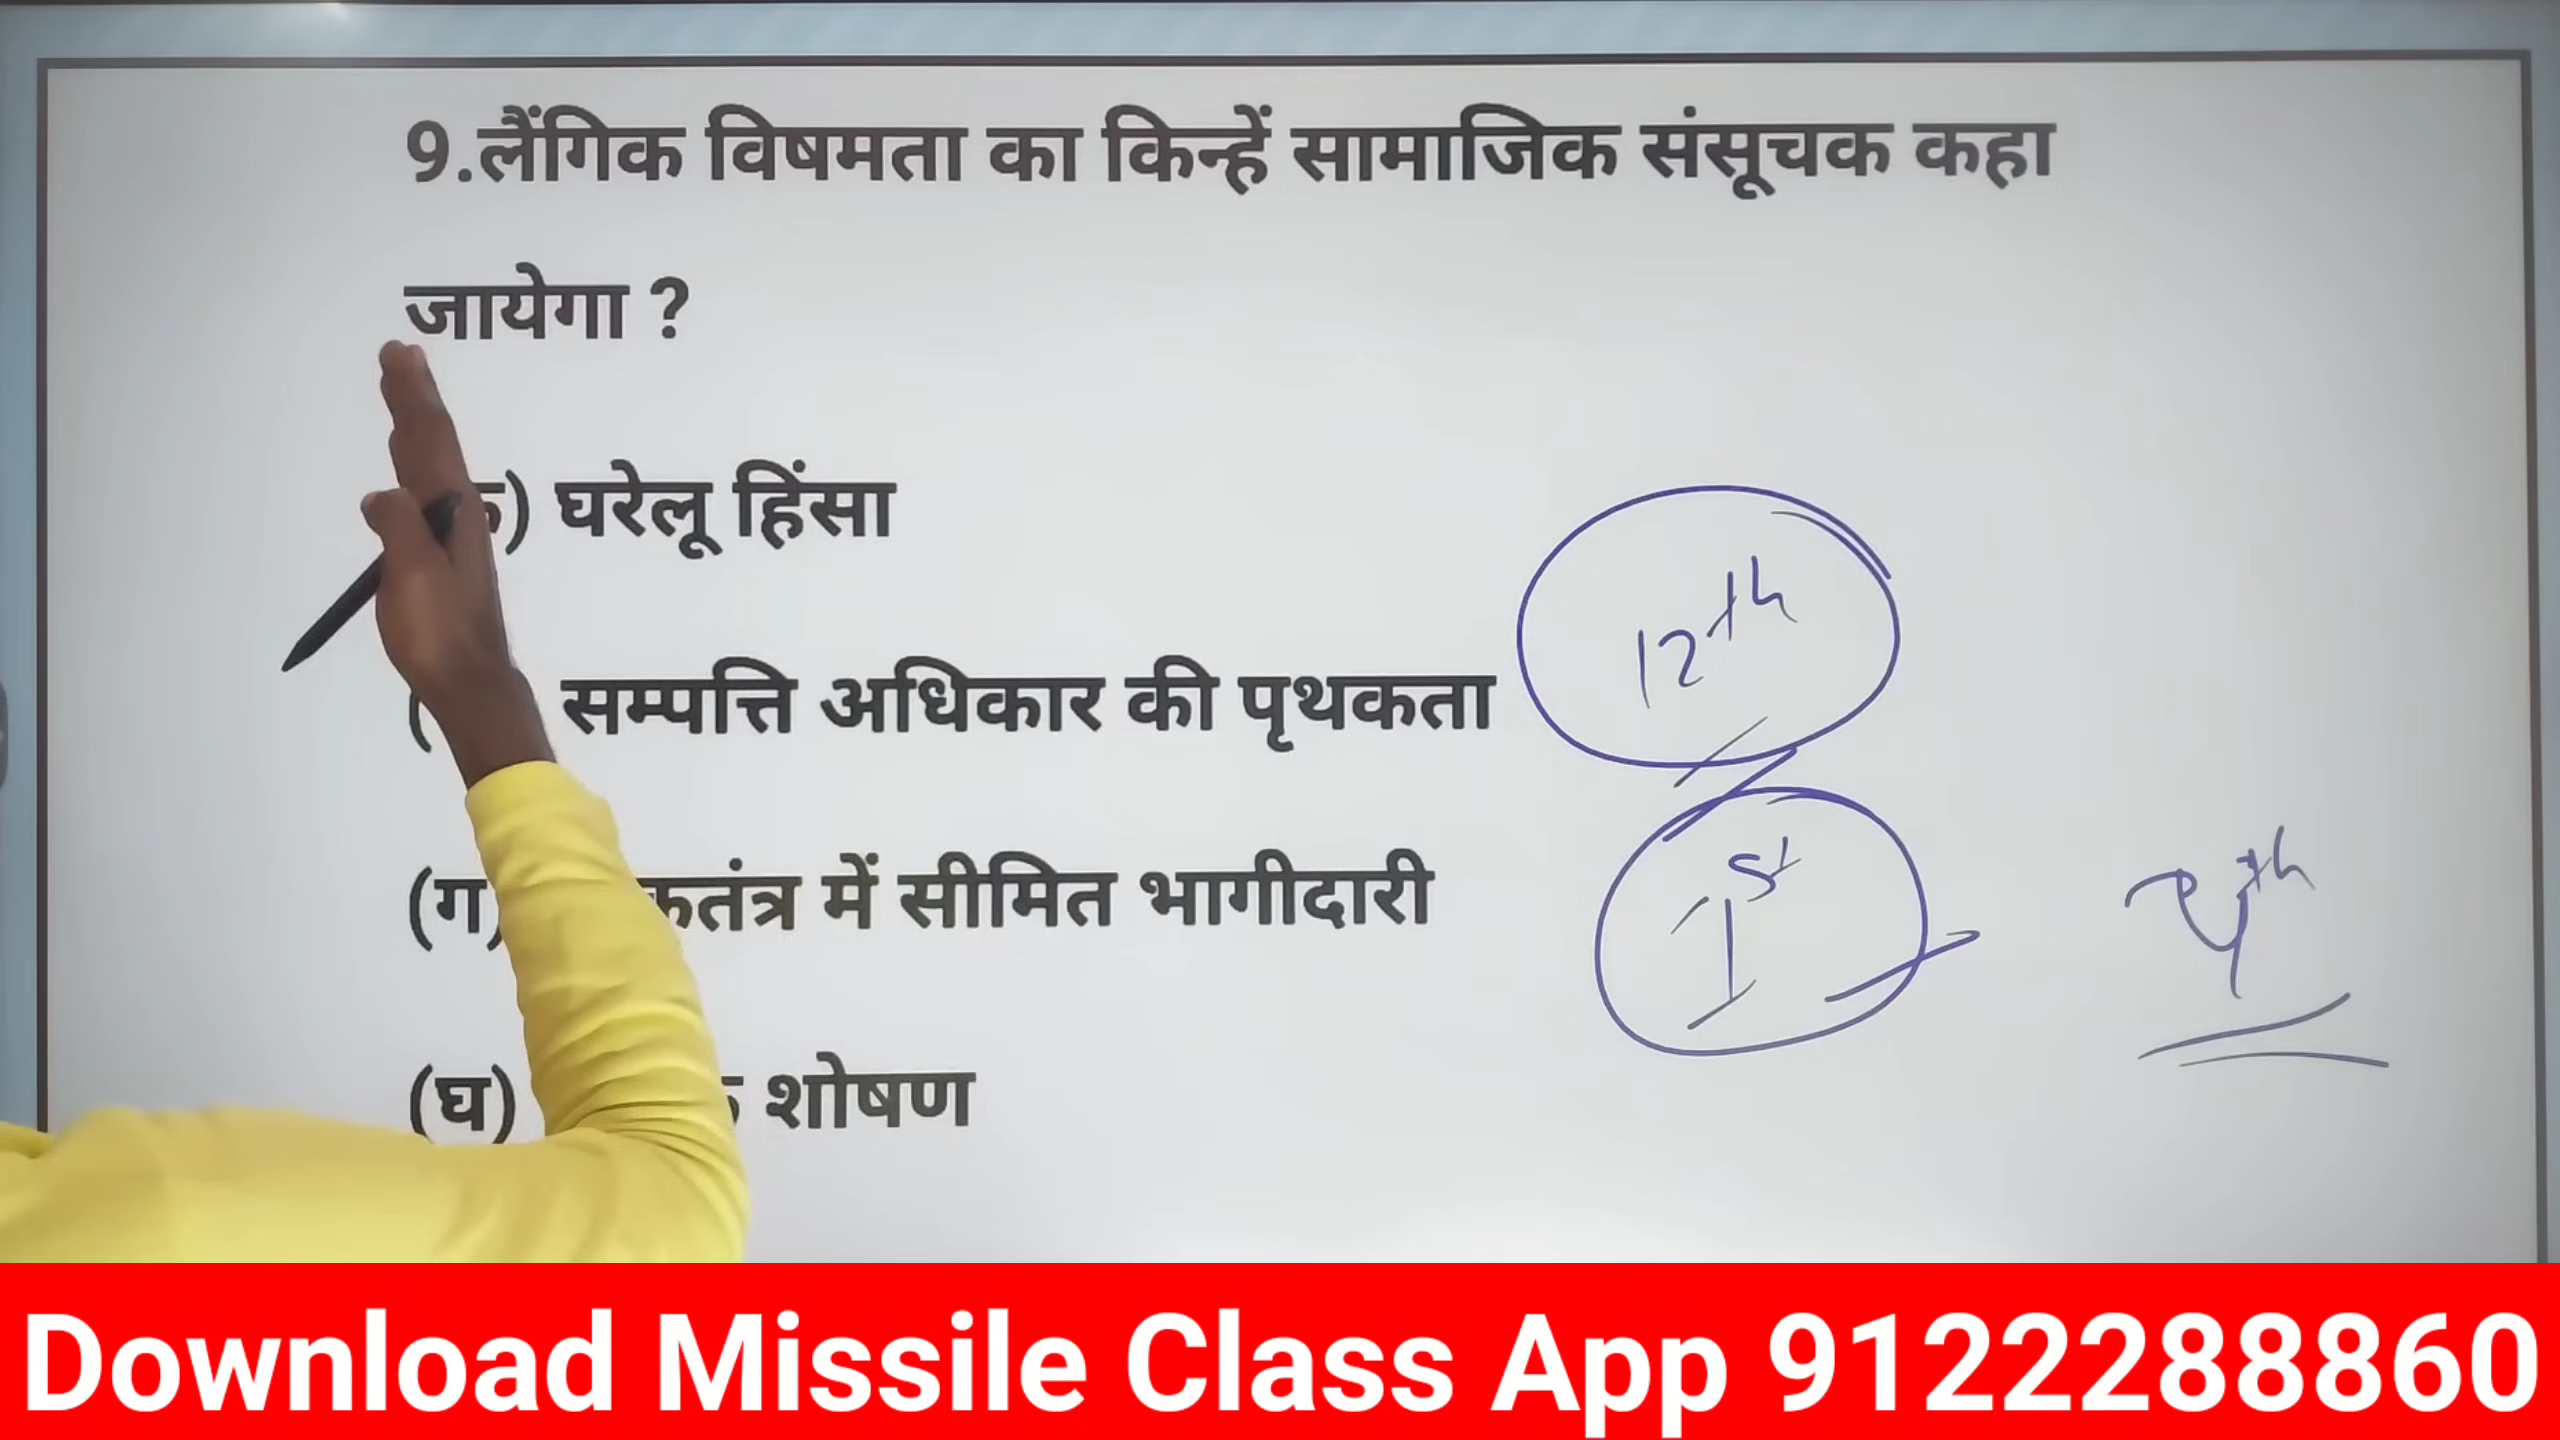 9.लैंगिक विषमता का किन्हें सामाजिक संसूचक कहा
जायेगा ?
घरेलू हिंसा
सम्पत्ति अधिकार की पृथकता
12th
(ग) में सीमित भागीदारी
1st
(घ) शोषण
Download Missile Class App 9122288860